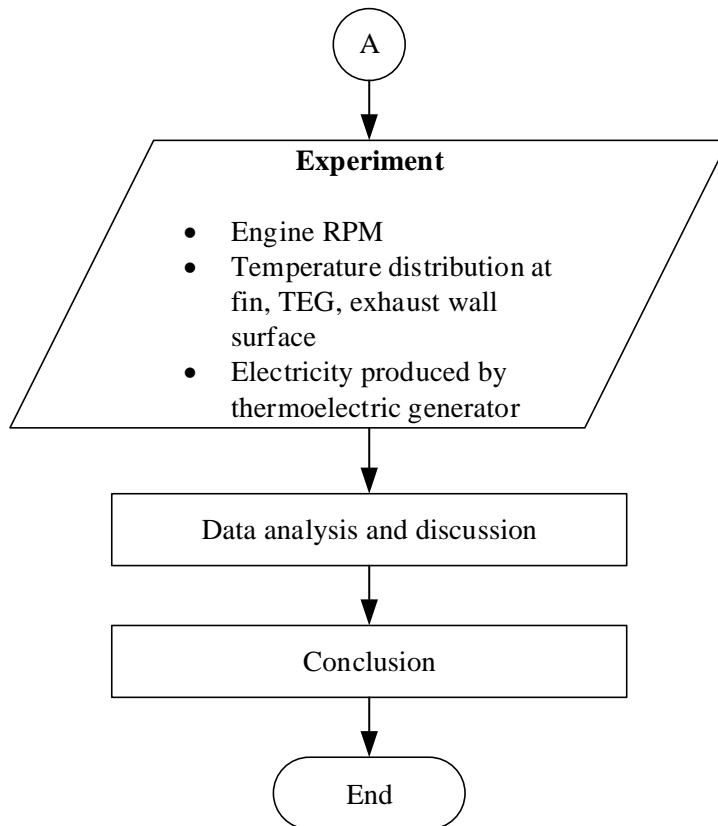 A
Experiment
• Engine RPM
• Temperature distribution at
fin, TEG, exhaust wall
surface
• Electricity produced by
thermoelectric generator
Data analysis and discussion
Conclusion
End